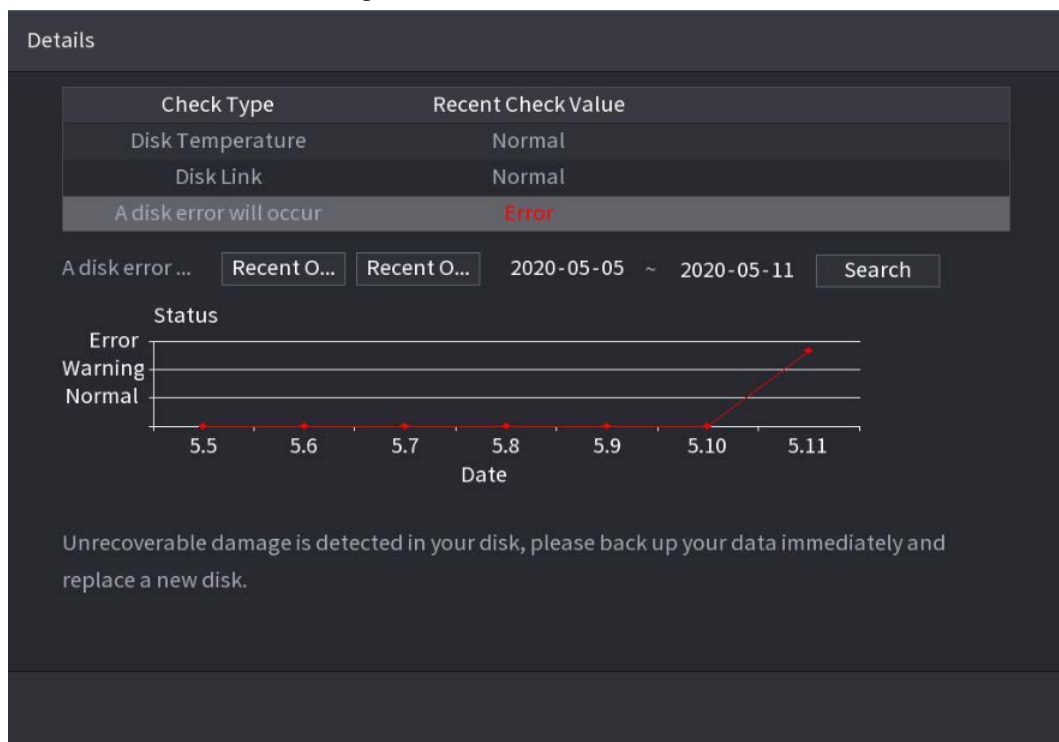 Details
Check Type Recent Check Value
Disk Temperature Normal
Disk Link Normal
A disk error will occur Error
A disk error ... Recent O... Recent O... 2020-05-05 ~ 2020-05-11 Search
Status
Error
Warning
Normal
5.5 5.6 5.7 5.8 5.9 5.10 5.11
Date
Unrecoverable damage is detected in your disk, please back up your data immediately and
replace a new disk.